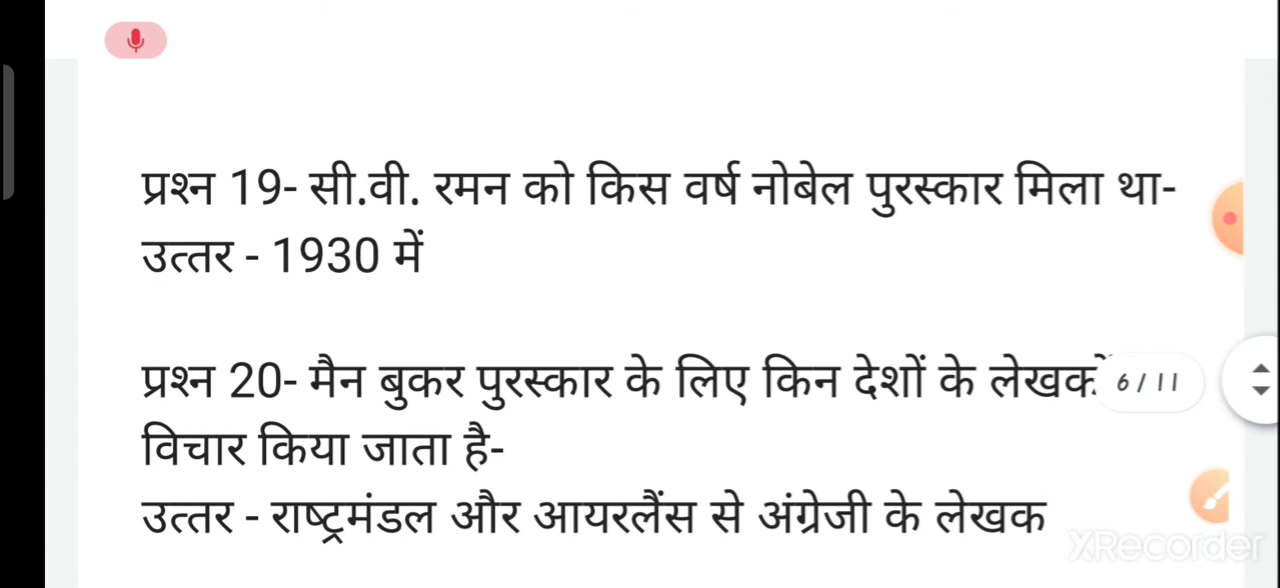 प्रश्न 19- सी.वी. रमन को किस वर्ष नोबेल पुरस्कार मिला था-
उत्तर - 1930 में
प्रश्न 20- मैन बुकर पुरस्कार के लिए किन देशों के लेखकों
6/11
विचार किया जाता है-
उत्तर - राष्ट्रमंडल और आयरलैंस से अंग्रेजी के लेखक
XRecorder